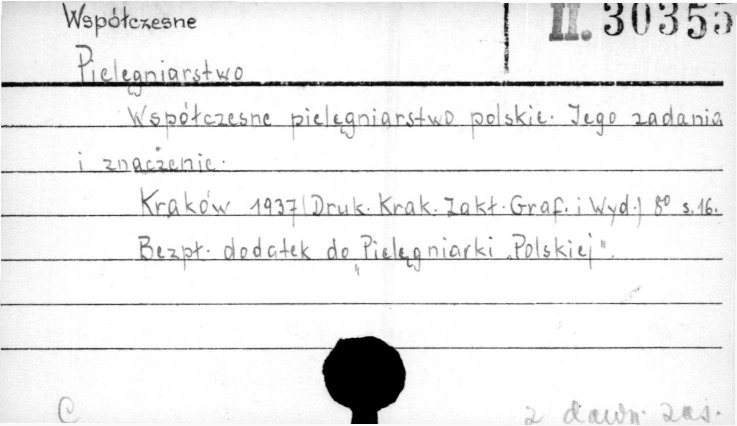 Współczesne
II. 30355
Pielęgniarstwo
Współczesne pielęgniarstwo polskie. Jego zadania
i znaczenie.
Kraków 1937 (Druk. Krak. Zakł. Graf. i Wyd.) 8° s. 16.
Bezpł. dodatek do „Pielęgniarki Polskiej".
C
z dawn. zas.